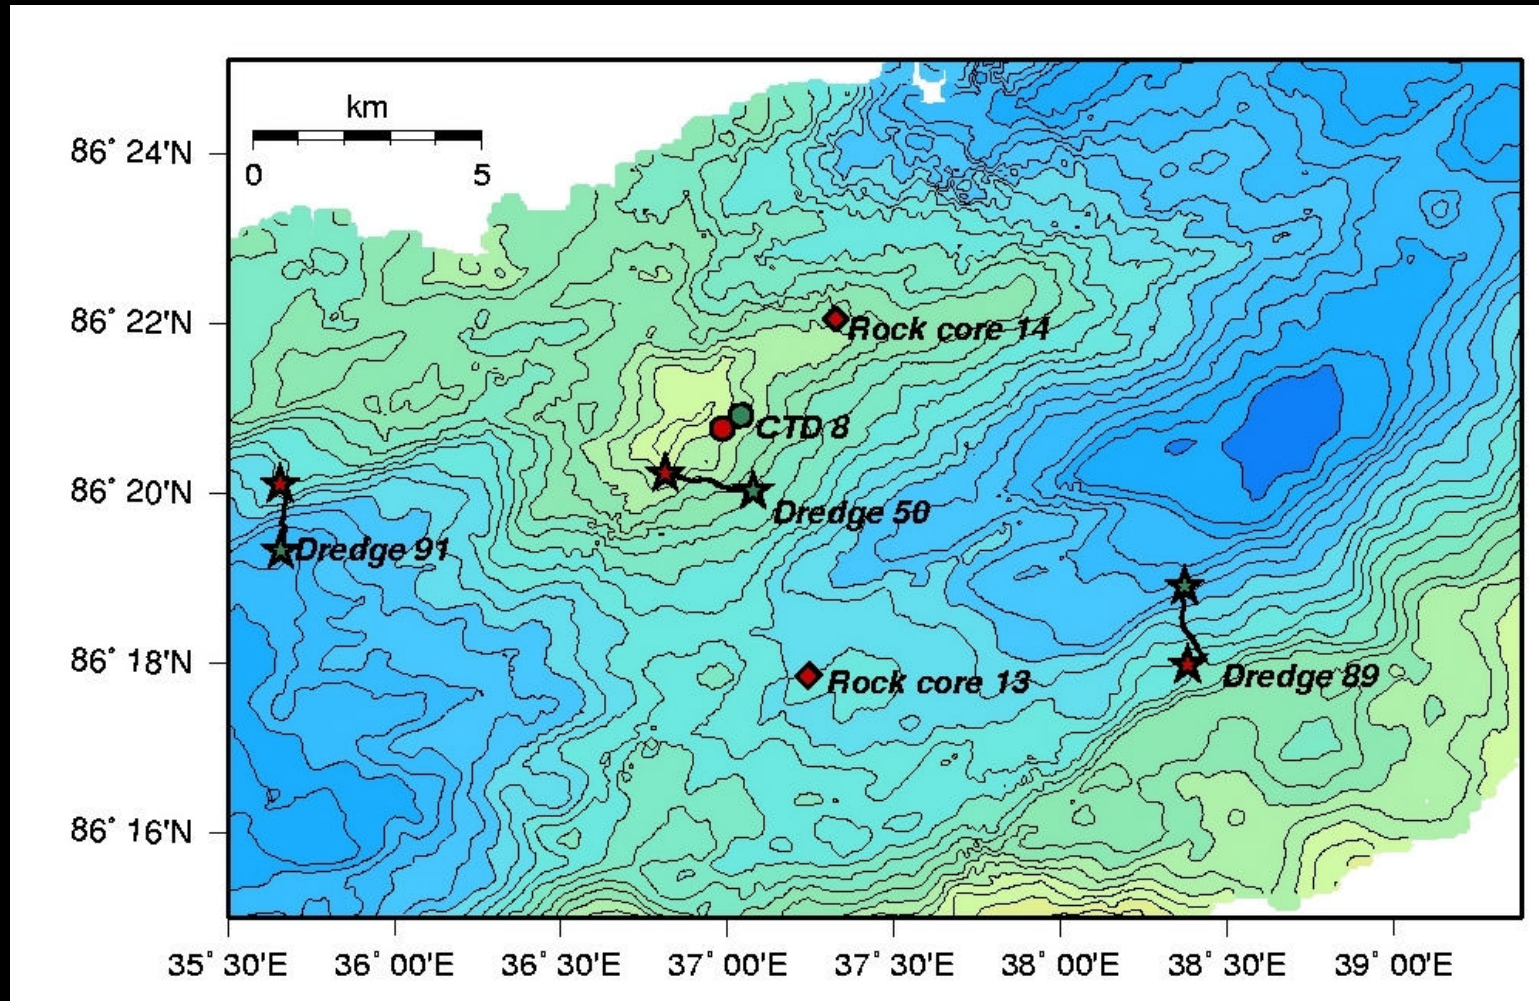 km
0 5
86° 24'N
86° 22'N
Rock core 14
CTD 8
86° 20'N
Dredge 50
Dredge 91
86° 18'N
Rock core 13
Dredge 89
86° 16'N
35° 30'E 36° 00'E 36° 30'E 37° 00'E 37° 30'E 38° 00'E 38° 30'E 39° 00'E